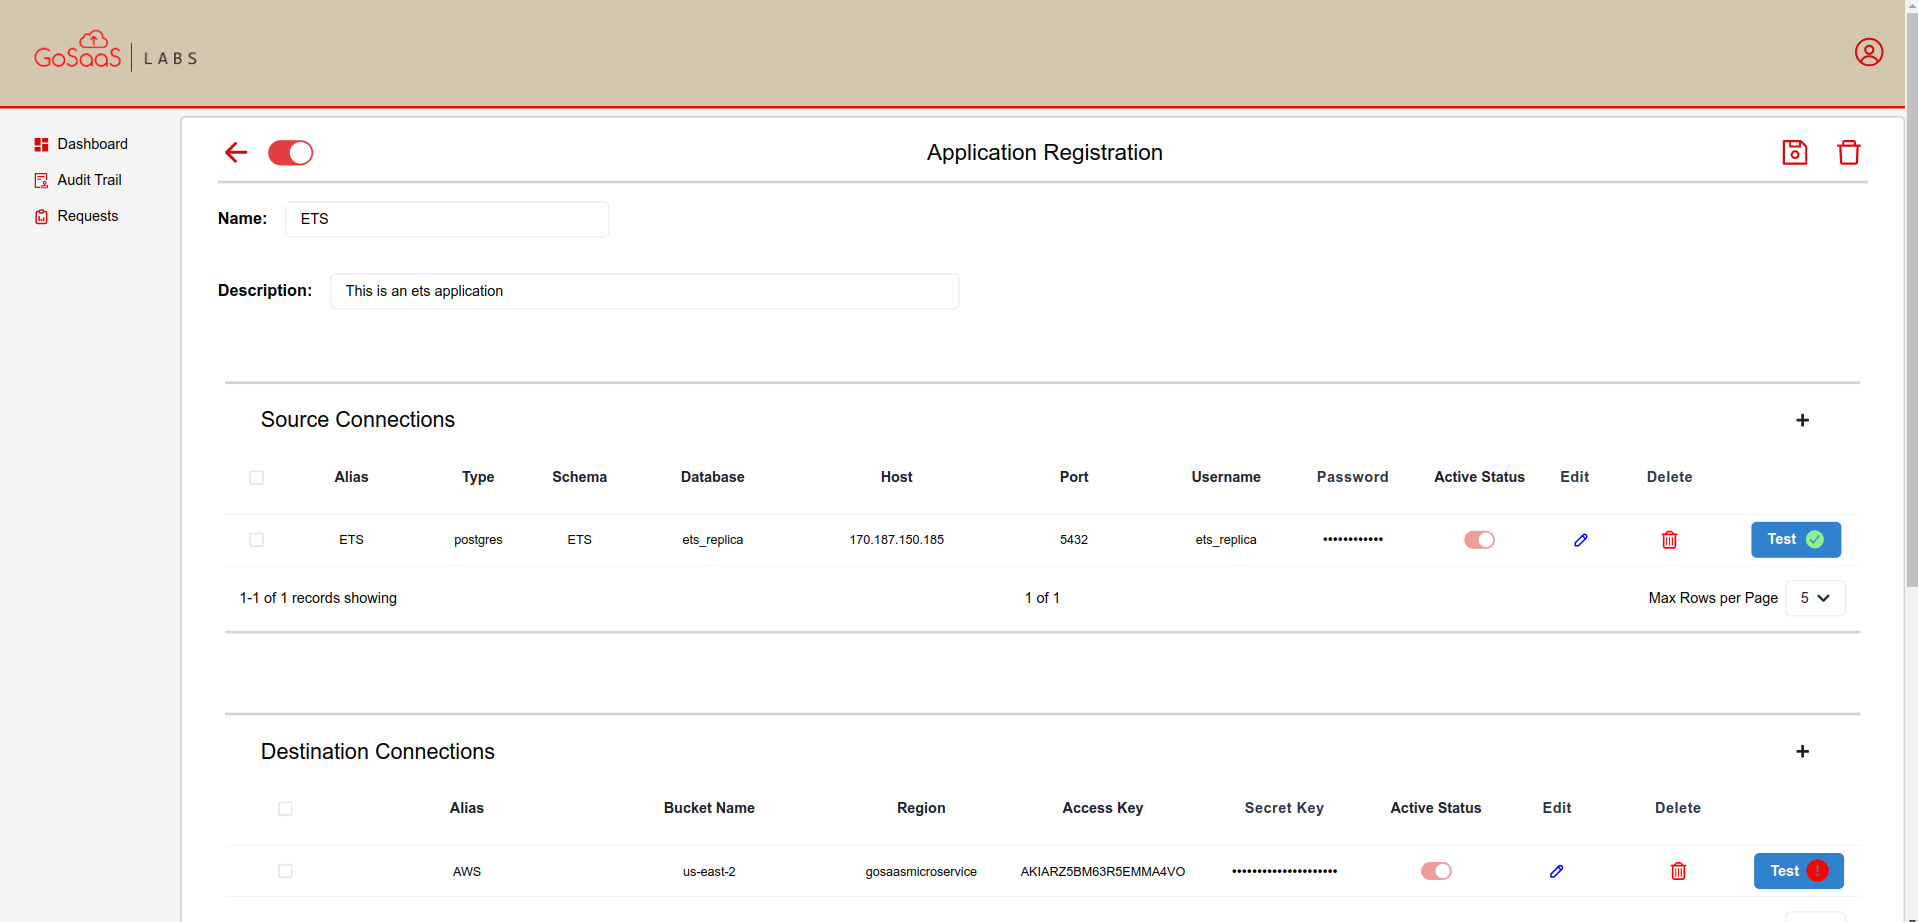 GoSaaS LABS
Dashboard
Audit Trail
Requests
Application Registration
Name: ETS
Description: This is an ets application
Source Connections +
Alias Type Schema Database Host Port Username Password Active Status Edit Delete
ETS postgres ETS ets_replica 170.187.150.185 5432 ets_replica •••••••••••• Test
1-1 of 1 records showing 1 of 1 Max Rows per Page 5
Destination Connections +
Alias Bucket Name Region Access Key Secret Key Active Status Edit Delete
AWS us-east-2 gosaasmicroservice AKIARZ5BM63R5EMMA4VO ••••••••••••••••••••• Test !